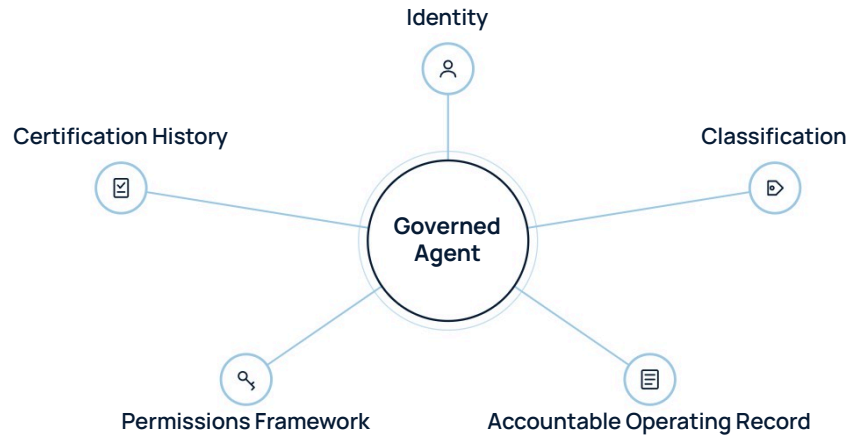 Identity
Certification History
Classification
Governed
Agent
Permissions Framework
Accountable Operating Record